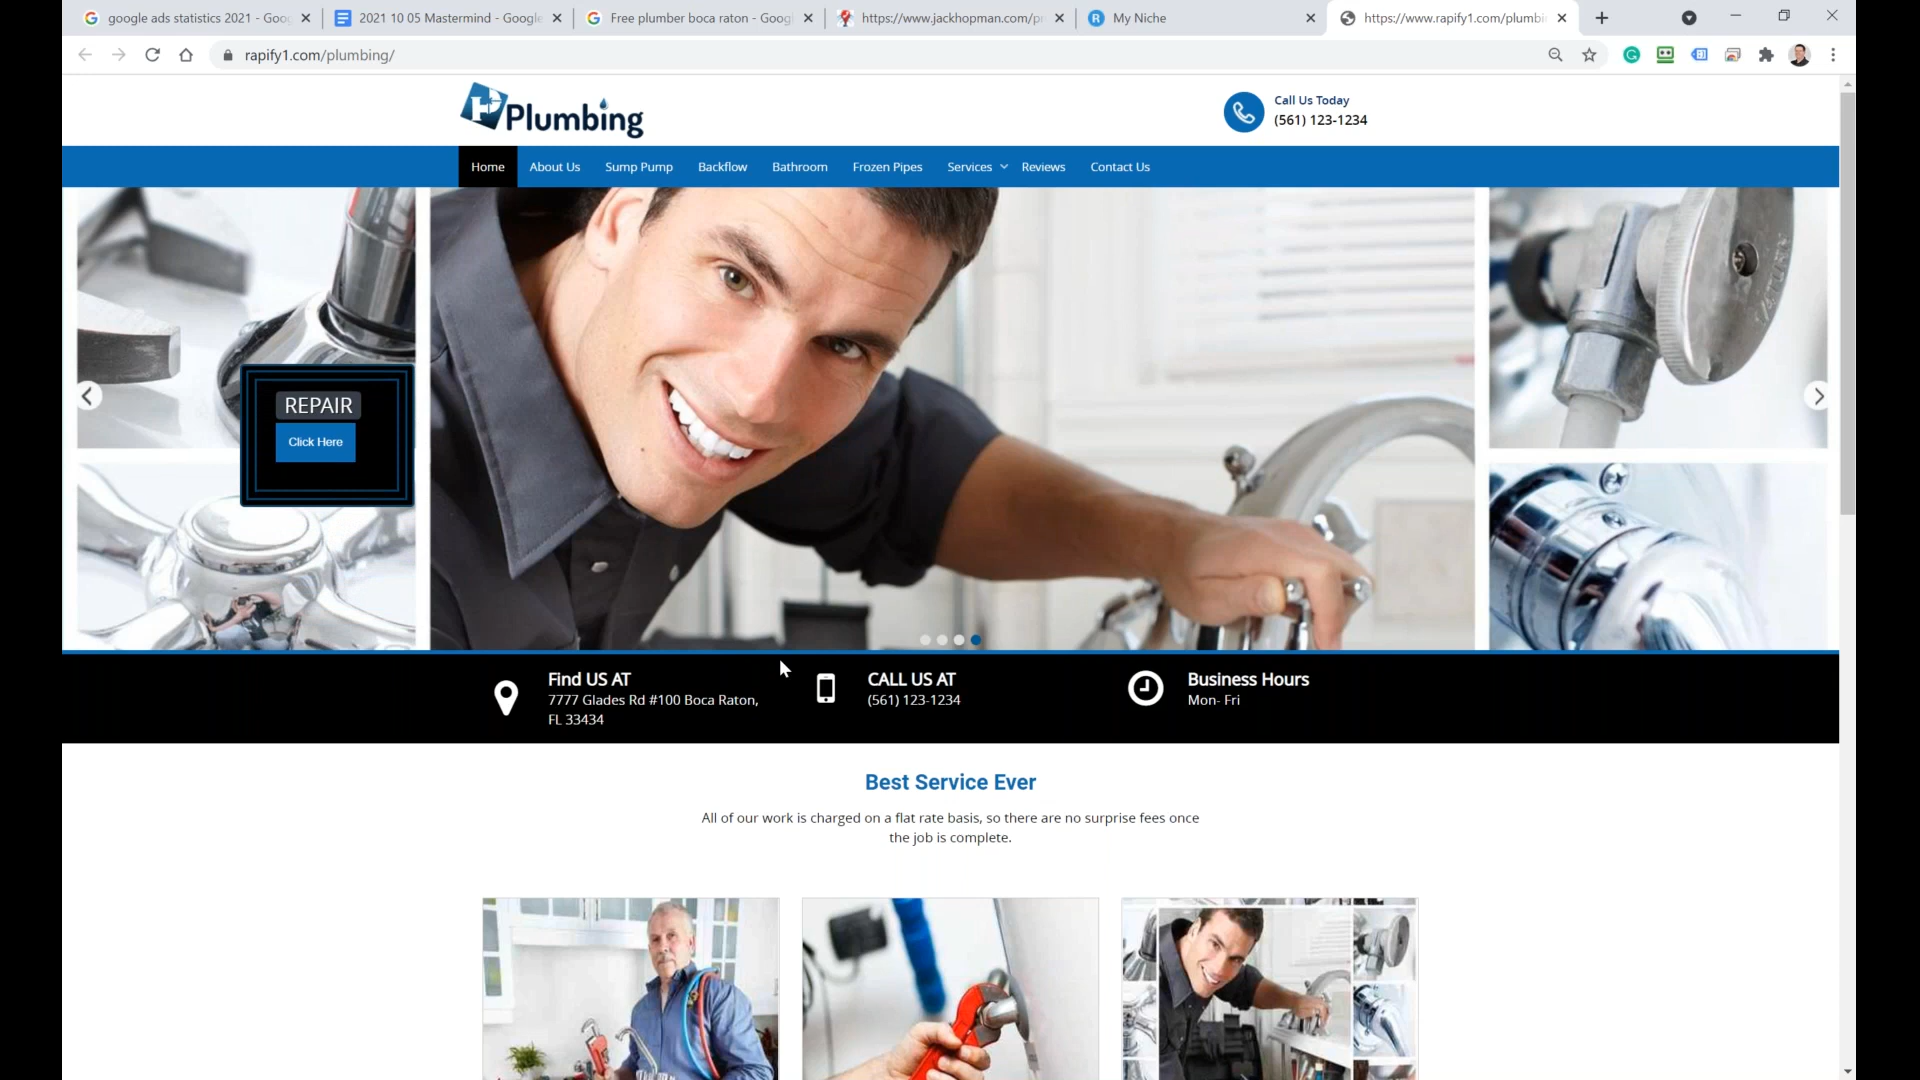 google ads statistics 2021 - Goog
2021 10 05 Mastermind - Google
Free plumber boca raton - Googl
https://www.jackhopman.com/p
My Niche
https://www.rapify1.com/plumbi
rapify1.com/plumbing/
Plumbing
Call Us Today
(561) 123-1234
Home
About Us
Sump Pump
Backflow
Bathroom
Frozen Pipes
Services
Reviews
Contact Us
REPAIR
Click Here
Find US AT
7777 Glades Rd #100 Boca Raton,
FL 33434
CALL US AT
(561) 123-1234
Business Hours
Mon- Fri
Best Service Ever
All of our work is charged on a flat rate basis, so there are no surprise fees once
the job is complete.